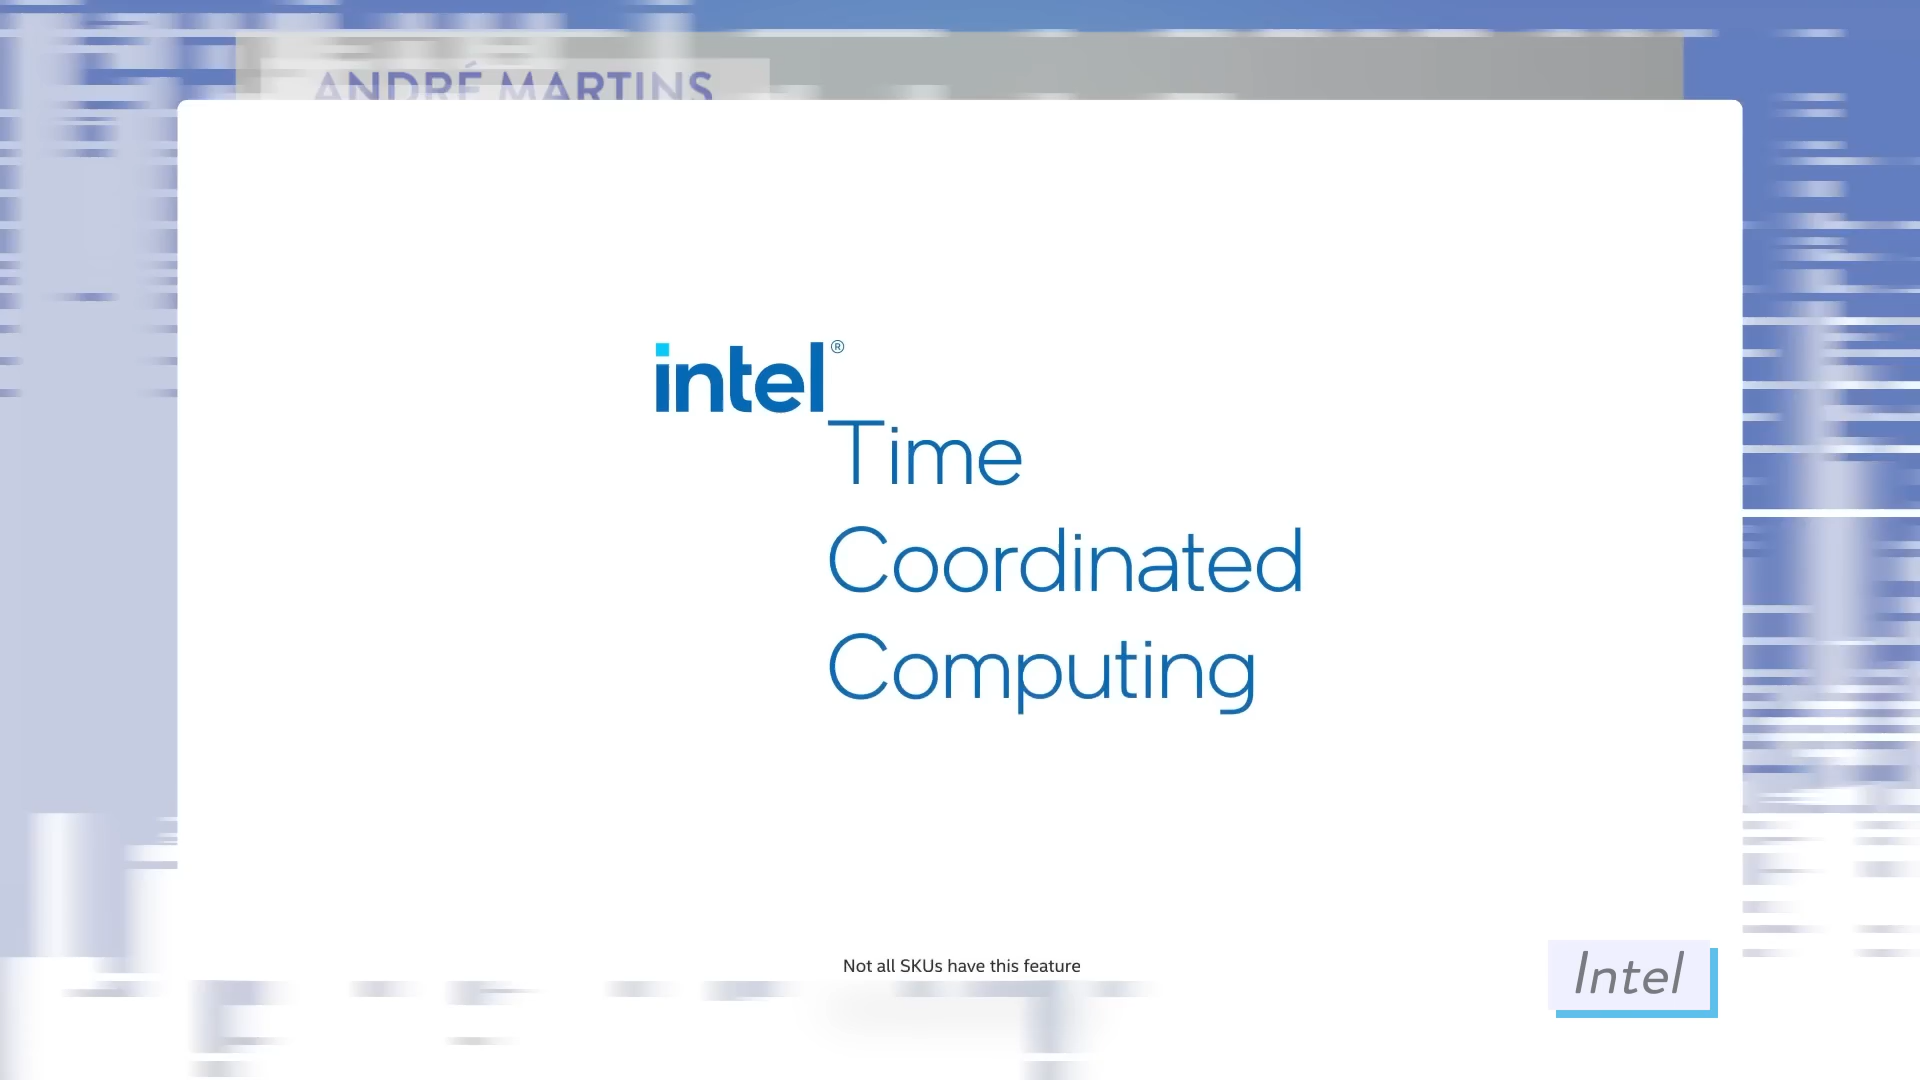 ANDRÉ MARTINS
intel®
Time
Coordinated
Computing
Not all SKUs have this feature
Intel